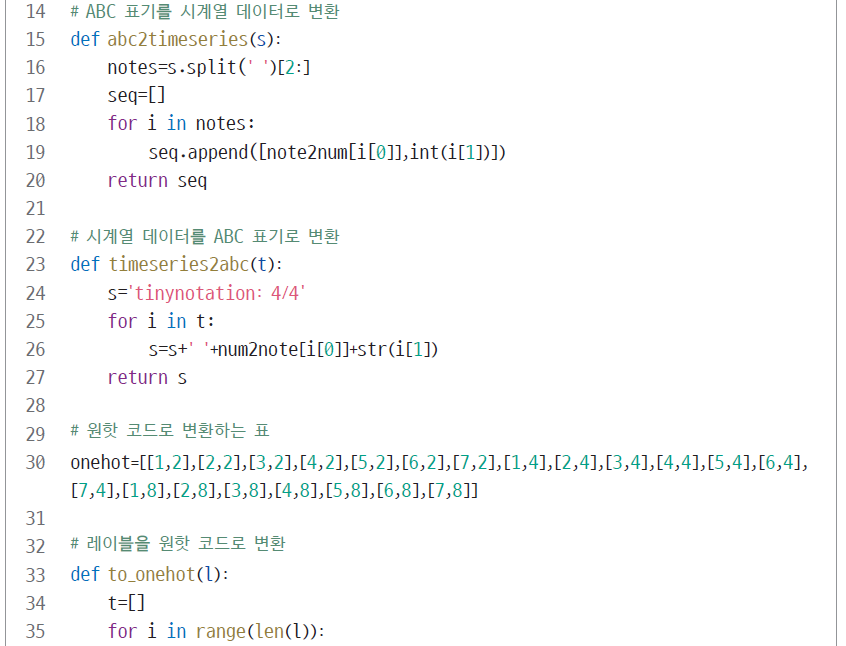 14 # ABC 표기를 시계열 데이터로 변환
15 def abc2timeseries(s):
16     notes=s.split(' ')[2:]
17     seq=[]
18     for i in notes:
19         seq.append([note2num[i[0]],int(i[1])])
20     return seq
21
22 # 시계열 데이터를 ABC 표기로 변환
23 def timeseries2abc(t):
24     s='tinynotation: 4/4'
25     for i in t:
26         s=s+' '+num2note[i[0]]+str(i[1])
27     return s
28
29 # 원핫 코드로 변환하는 표
30 onehot=[[1,2],[2,2],[3,2],[4,2],[5,2],[6,2],[7,2],[1,4],[2,4],[3,4],[4,4],[5,4],[6,4],
[7,4],[1,8],[2,8],[3,8],[4,8],[5,8],[6,8],[7,8]]
31
32 # 레이블을 원핫 코드로 변환
33 def to_onehot(l):
34     t=[]
35     for i in range(len(l)):